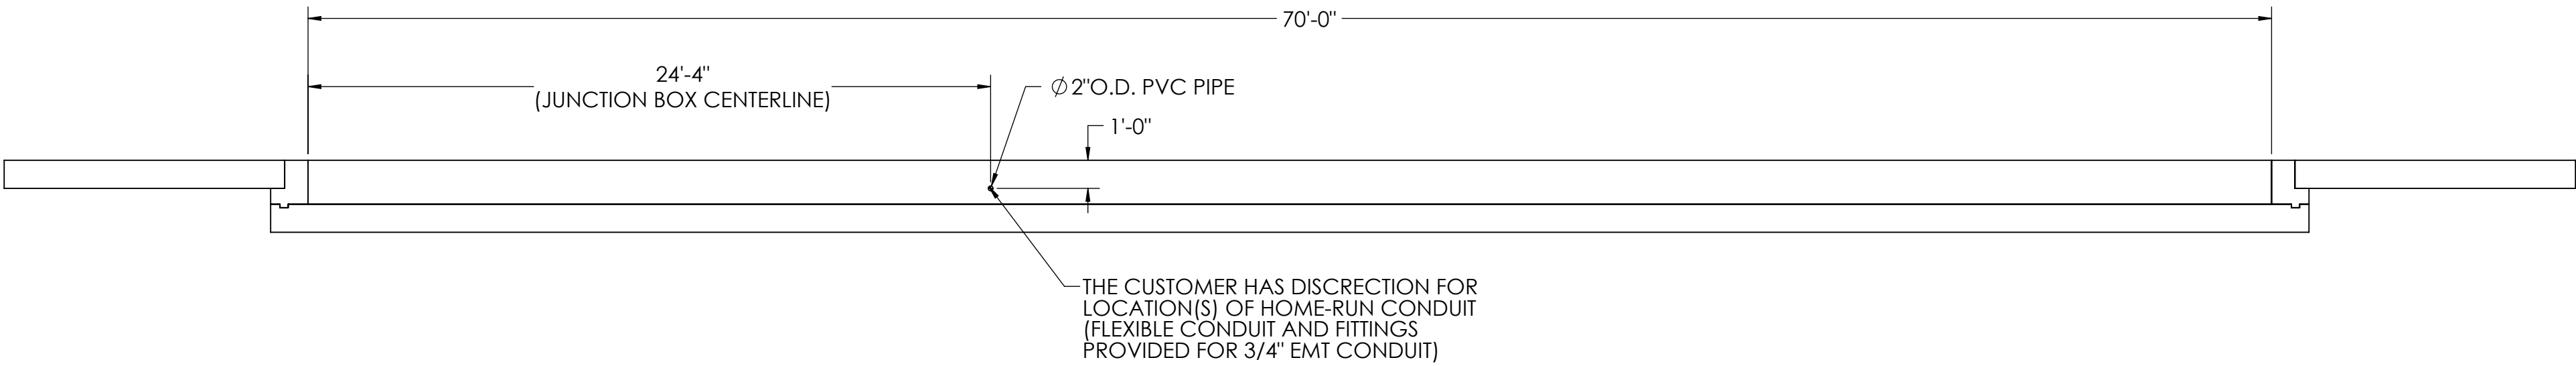 70'-0"
24'-4"
(JUNCTION BOX CENTERLINE)
∅2"O.D. PVC PIPE
1'-0"
THE CUSTOMER HAS DISCRECTION FOR
LOCATION(S) OF HOME-RUN CONDUIT
(FLEXIBLE CONDUIT AND FITTINGS
PROVIDED FOR 3/4" EMT CONDUIT)